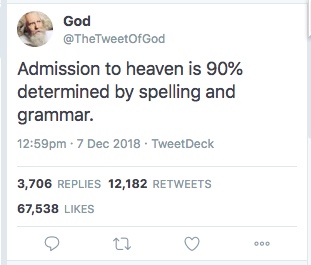 God
@TheTweetOfGod
Admission to heaven is 90%
determined by spelling and
grammar.
12:59pm · 7 Dec 2018 · TweetDeck
3,706 REPLIES 12,182 RETWEETS
67,538 LIKES